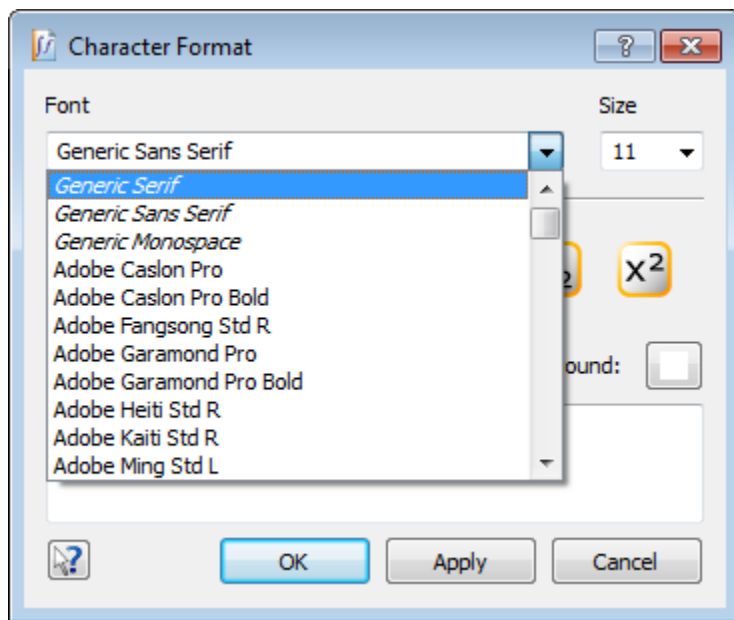 Character Format
Font Size
Generic Sans Serif 11
Generic Serif
Generic Sans Serif
Generic Monospace
Adobe Caslon Pro
Adobe Caslon Pro Bold
Adobe Fangsong Std R
Adobe Garamond Pro
Adobe Garamond Pro Bold
Adobe Heiti Std R
Adobe Kaiti Std R
Adobe Ming Std L
2 x²
ound:
OK Apply Cancel